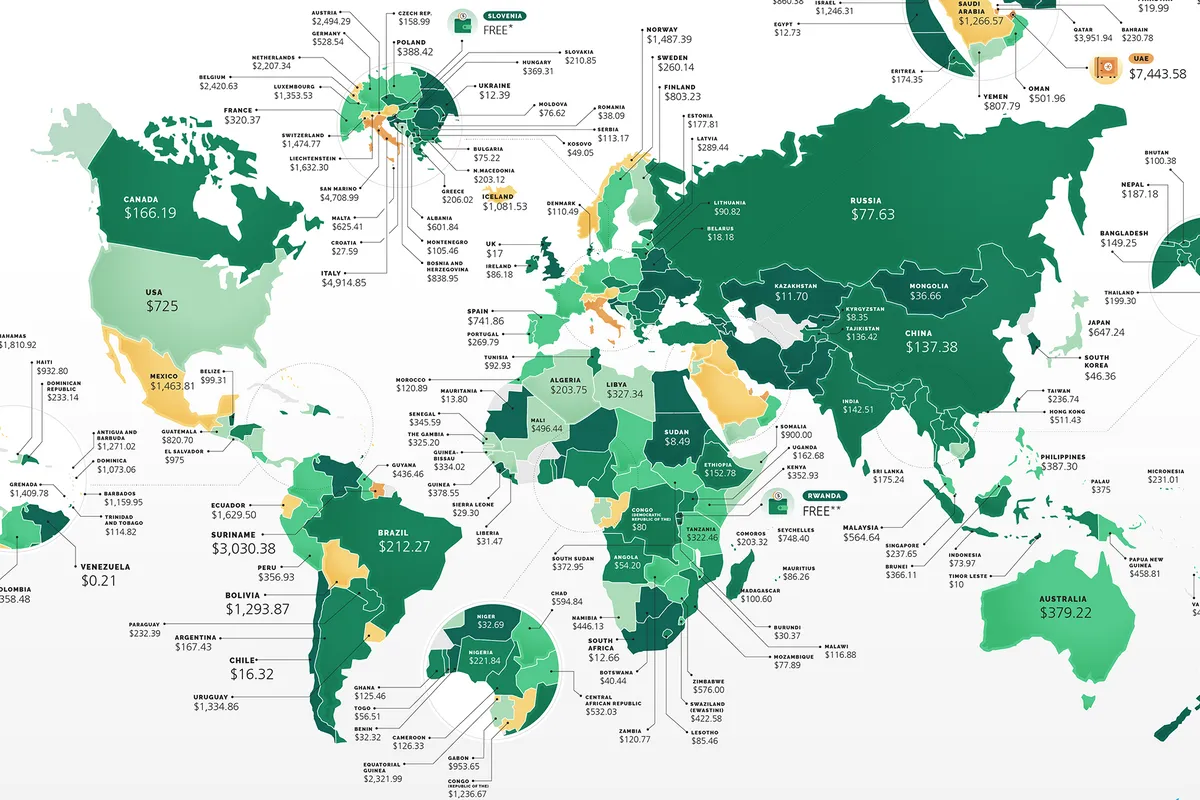 AUSTRIA
$2,494.29
GERMANY
$528.54
NETHERLANDS
$2,207.34
BELGIUM
$2,420.63
LUXEMBOURG
$1,353.53
FRANCE
$320.37
SWITZERLAND
$1,474.77
LIECHTENSTEIN
$1,632.30
SAN MARINO
$4,708.99
MALTA
$625.41
CROATIA
$27.59
ITALY
$4,914.85
CZECH REP.
$158.99
POLAND
$388.42
SLOVENIA
FREE*
SLOVAKIA
$210.85
HUNGARY
$369.31
UKRAINE
$12.39
MOLDOVA
$76.62
ROMANIA
$38.09
SERBIA
$113.17
KOSOVO
$49.05
BULGARIA
$75.22
N.MACEDONIA
$203.12
GREECE
$206.02
ALBANIA
$601.84
MONTENEGRO
$105.46
BOSNIA AND
HERZEGOVINA
$838.95
ICELAND
$1,081.53
NORWAY
$1,487.39
SWEDEN
$260.14
FINLAND
$803.23
ESTONIA
$177.81
LATVIA
$289.44
LITHUANIA
$90.82
BELARUS
$18.18
DENMARK
$110.49
UK
$17
IRELAND
$86.18
SPAIN
$741.86
PORTUGAL
$269.79
ISRAEL
$1,246.31
EGYPT
$12.73
ERITREA
$174.35
SAUDI
ARABIA
$1,266.57
$19.99
QATAR
$3,951.94
BAHRAIN
$230.78
UAE
$7,443.58
OMAN
$501.96
YEMEN
$807.79
CANADA
$166.19
USA
$725
MEXICO
$1,463.81
BELIZE
$99.31
GUATEMALA
$820.70
EL SALVADOR
$975
$1,810.92
HAITI
$932.80
DOMINICAN
REPUBLIC
$233.14
ANTIGUA AND
BARBUDA
$1,271.02
DOMINICA
$1,073.06
GRENADA
$1,409.78
BARBADOS
$1,159.95
TRINIDAD
AND TOBAGO
$114.82
VENEZUELA
$0.21
358.48
GUYANA
$436.46
ECUADOR
$1,629.50
SURINAME
$3,030.38
PERU
$356.93
BRAZIL
$212.27
BOLIVIA
$1,293.87
PARAGUAY
$232.39
ARGENTINA
$167.43
CHILE
$16.32
URUGUAY
$1,334.86
RUSSIA
$77.63
KAZAKHSTAN
$11.70
MONGOLIA
$36.66
KYRGYZSTAN
$8.35
TAJIKISTAN
$136.42
CHINA
$137.38
INDIA
$142.51
BHUTAN
$100.38
NEPAL
$187.18
BANGLADESH
$149.25
THAILAND
$199.30
JAPAN
$647.24
SOUTH
KOREA
$46.36
TAIWAN
$236.74
HONG KONG
$511.43
SRI LANKA
$175.24
PHILIPPINES
$387.30
PALAU
$375
MICRONESIA
$231.01
MALAYSIA
$564.64
SINGAPORE
$237.65
BRUNEI
$366.11
INDONESIA
$73.97
TIMOR LESTE
$10
PAPUA NEW
GUINEA
$458.81
AUSTRALIA
$379.22
TUNISIA
$92.93
MOROCCO
$120.89
MAURITANIA
$13.80
SENEGAL
$345.59
THE GAMBIA
$325.20
GUINEA-
BISSAU
$334.02
GUINEA
$378.55
SIERRA LEONE
$29.30
LIBERIA
$31.47
ALGERIA
$203.75
LIBYA
$327.34
MALI
$496.44
SUDAN
$8.49
ETHIOPIA
$152.78
SOMALIA
$900.00
UGANDA
$162.68
KENYA
$352.93
RWANDA
FREE**
CONGO
(DEMOCRATIC
REPUBLIC OF THE)
$80
TANZANIA
$322.46
ANGOLA
$54.20
SOUTH SUDAN
$372.95
COMOROS
$203.32
SEYCHELLES
$748.40
MAURITIUS
$86.26
MADAGASCAR
$100.60
BURUNDI
$30.37
MALAWI
$116.88
MOZAMBIQUE
$77.89
ZIMBABWE
$576.00
SWAZILAND
(EWASTINI)
$422.58
LESOTHO
$85.46
ZAMBIA
$120.77
BOTSWANA
$40.44
SOUTH
AFRICA
$12.66
NAMIBIA
$446.13
CHAD
$594.84
CENTRAL
AFRICAN REPUBLIC
$532.03
NIGER
$32.69
NIGERIA
$221.84
GHANA
$125.46
TOGO
$56.51
BENIN
$32.32
CAMEROON
$126.33
EQUATORIAL
GUINEA
$2,321.99
GABON
$953.65
CONGO
(REPUBLIC OF THE)
$1,236.67